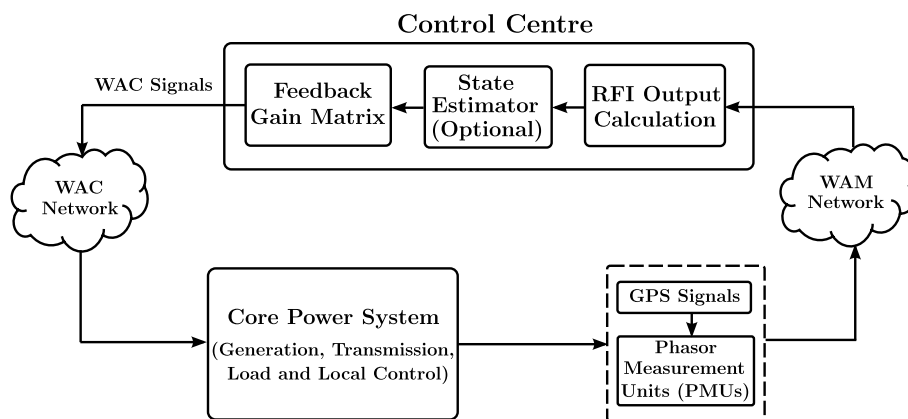 Control Centre
WAC Signals
Feedback
Gain Matrix
State
Estimator
(Optional)
RFI Output
Calculation
WAC
Network
WAM
Network
Core Power System
(Generation, Transmission,
Load and Local Control)
GPS Signals
Phasor
Measurement
Units (PMUs)